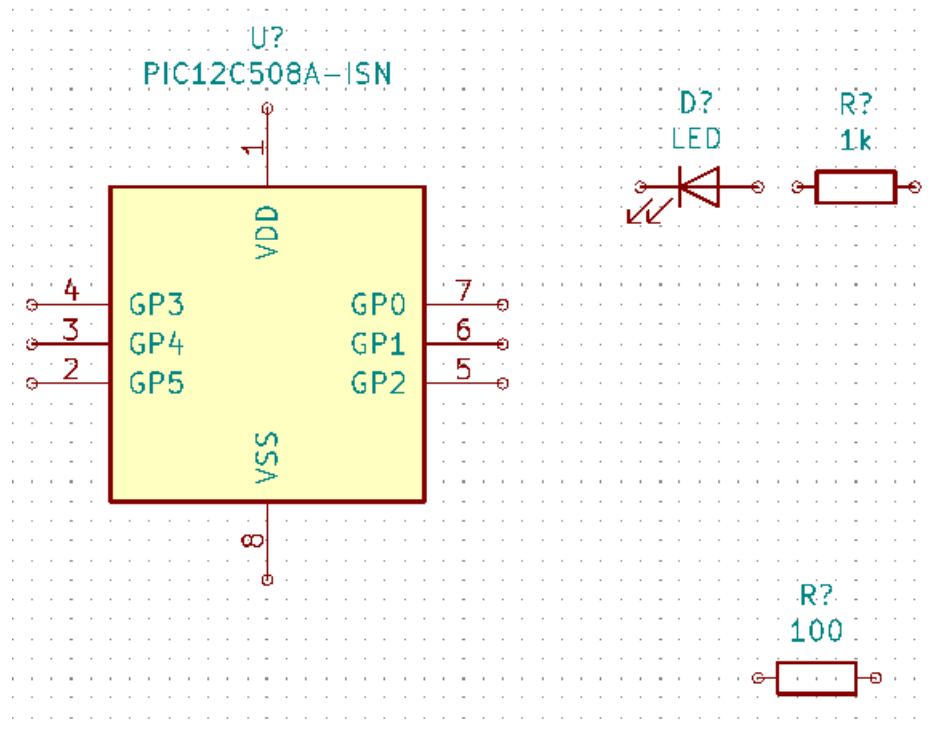 U?
PIC12C508A-ISN
1
VDD
4 GP3 GP0 7
3 GP4 GP1 6
2 GP5 GP2 5
VSS
8
D?
LED
R?
1k
R?
100